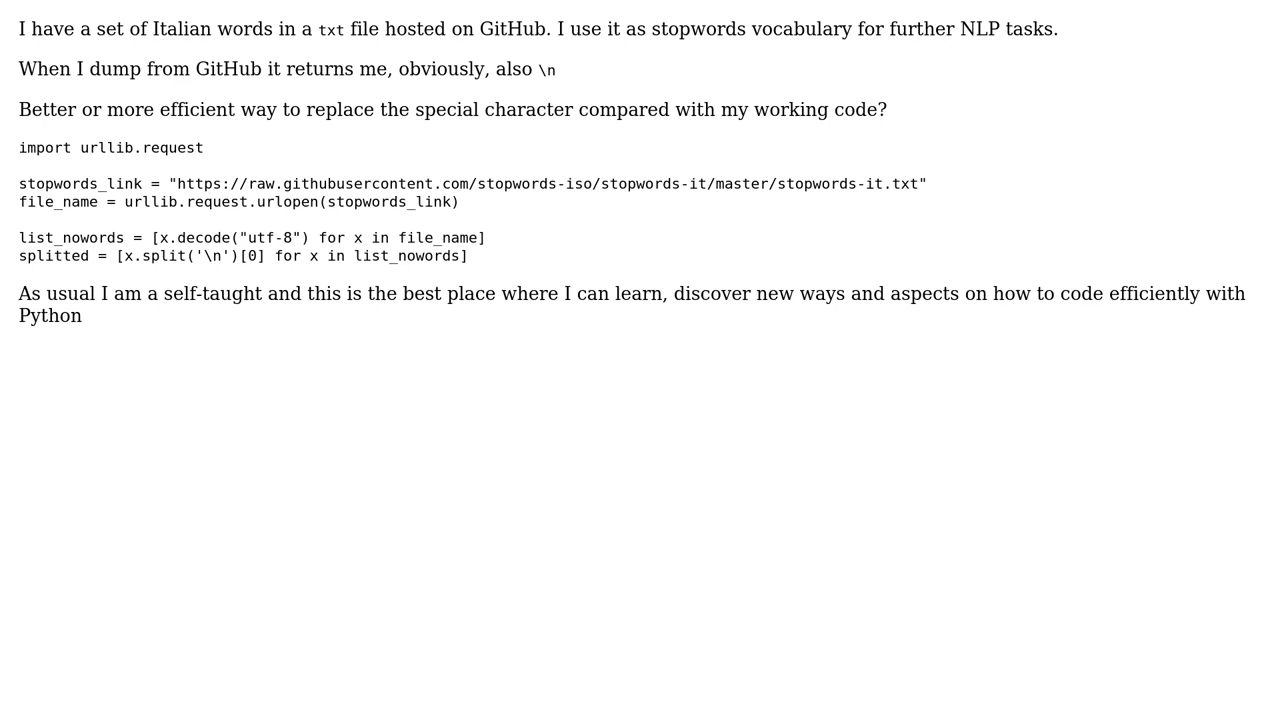 I have a set of Italian words in a txt file hosted on GitHub. I use it as stopwords vocabulary for further NLP tasks.
When I dump from GitHub it returns me, obviously, also \n
Better or more efficient way to replace the special character compared with my working code?
import urllib.request
stopwords_link = "https://raw.githubusercontent.com/stopwords-iso/stopwords-it/master/stopwords-it.txt"
file_name = urllib.request.urlopen(stopwords_link)
list_nowords = [x.decode("utf-8") for x in file_name]
splitted = [x.split('\n')[0] for x in list_nowords]
As usual I am a self-taught and this is the best place where I can learn, discover new ways and aspects on how to code efficiently with
Python